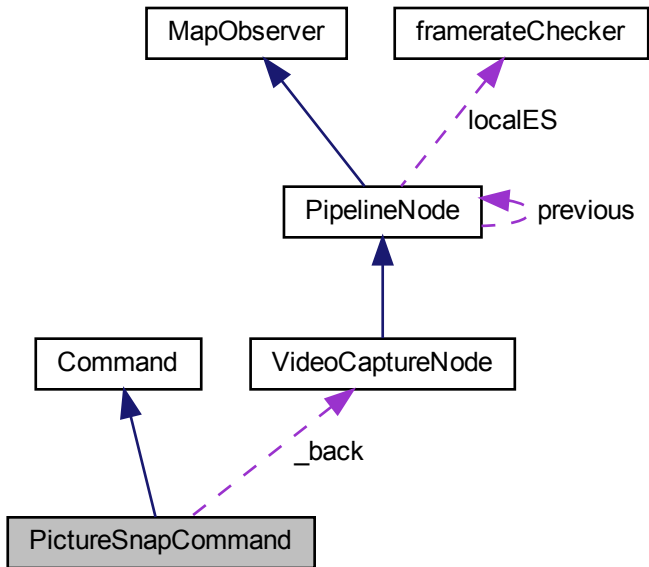 MapObserver
framerateChecker
localES
PipelineNode
previous
Command
VideoCaptureNode
_back
PictureSnapCommand